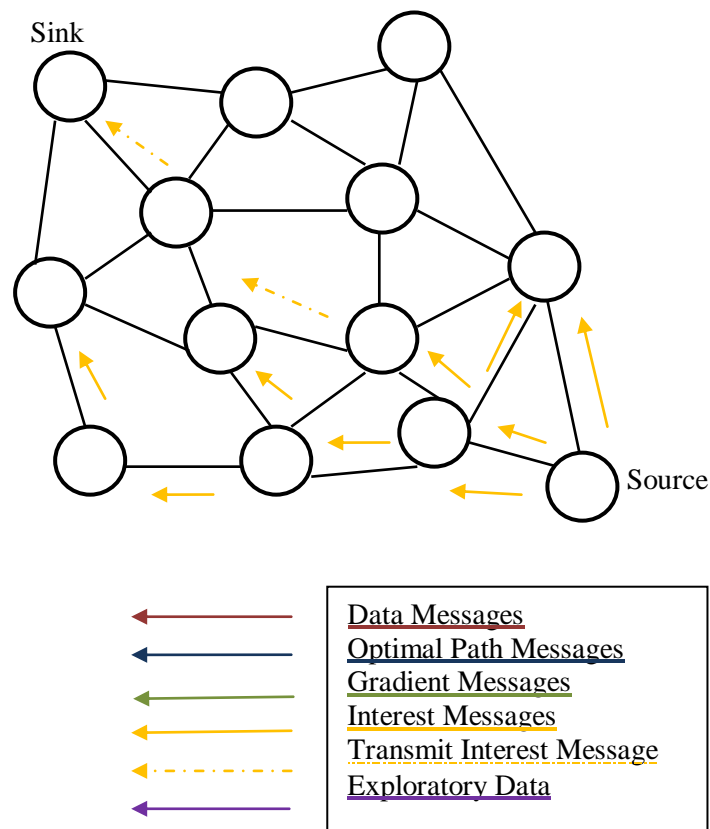 Sink
Source
Data Messages
Optimal Path Messages
Gradient Messages
Interest Messages
Transmit Interest Message
Exploratory Data